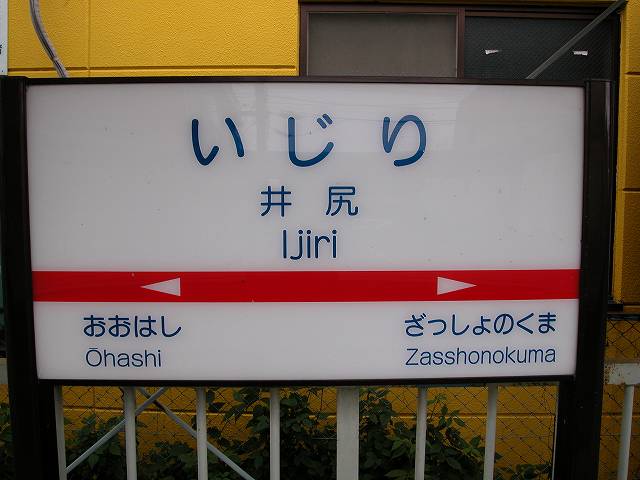 いじり
井尻
Ijiri
おおはし ざっしょのくま
Ōhashi Zasshonokuma